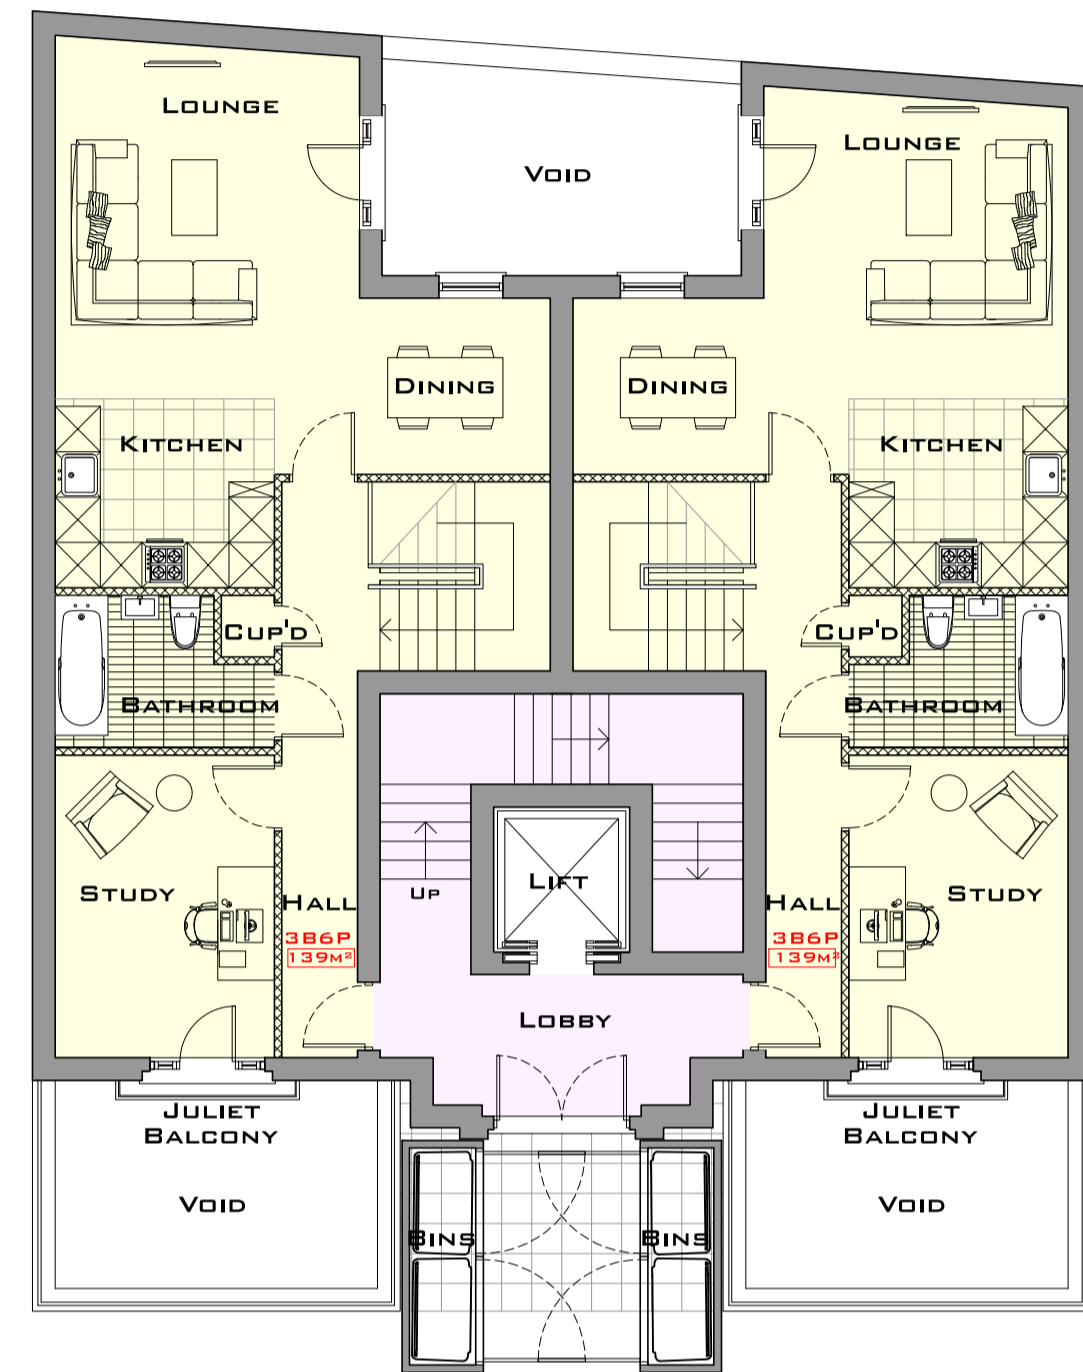 Lounge
Lounge
Void
Dining
Dining
Kitchen
Kitchen
Cup'd
Cup'd
Bathroom
Bathroom
Lift
Study
Up
Study
Hall
Hall
3B6P
139m²
3B6P
139m²
Lobby
Juliet
Balcony
Juliet
Balcony
Void
Void
Bins
Bins